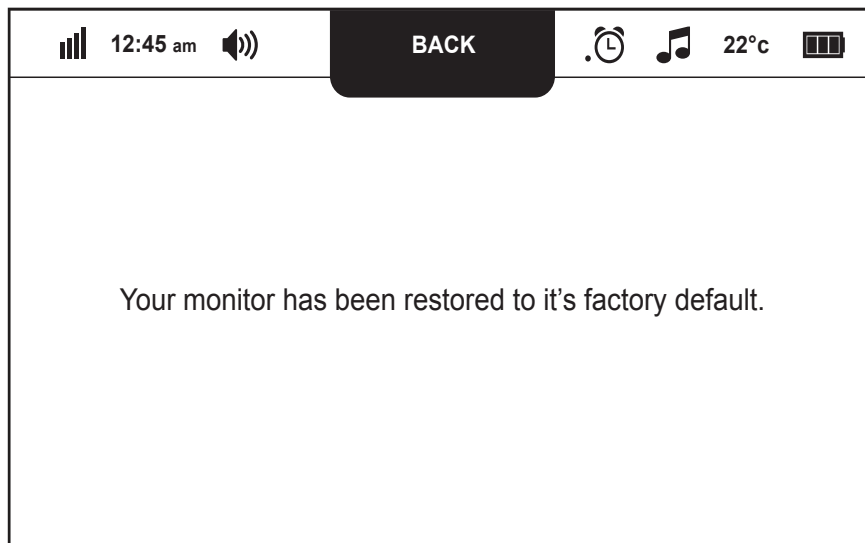 12:45 am BACK 22°c
Your monitor has been restored to it’s factory default.